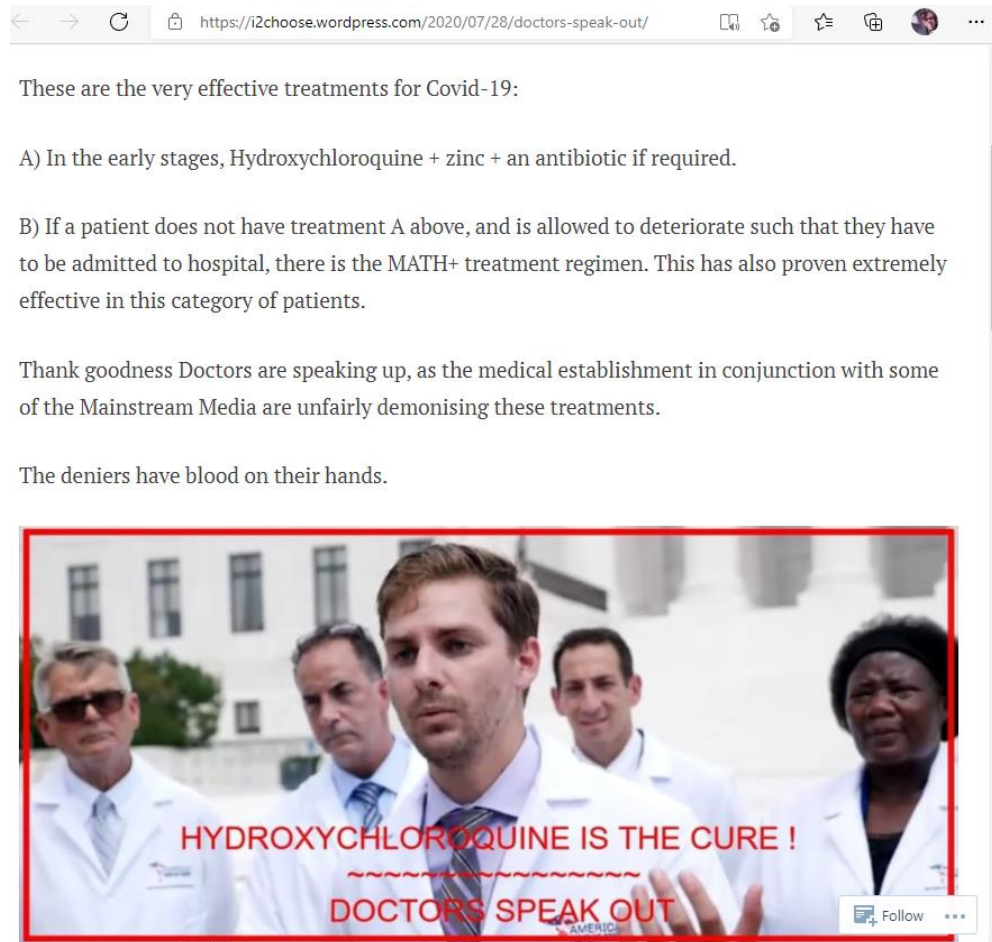 https://i2choose.wordpress.com/2020/07/28/doctors-speak-out/
These are the very effective treatments for Covid-19:
A) In the early stages, Hydroxychloroquine + zinc + an antibiotic if required.
B) If a patient does not have treatment A above, and is allowed to deteriorate such that they have
to be admitted to hospital, there is the MATH+ treatment regimen. This has also proven extremely
effective in this category of patients.
Thank goodness Doctors are speaking up, as the medical establishment in conjunction with some
of the Mainstream Media are unfairly demonising these treatments.
The deniers have blood on their hands.
HYDROXYCHLOROQUINE IS THE CURE !
~~~~~~~~~~~~~~~~
DOCTORS SPEAK OUT
AMERIC
Follow